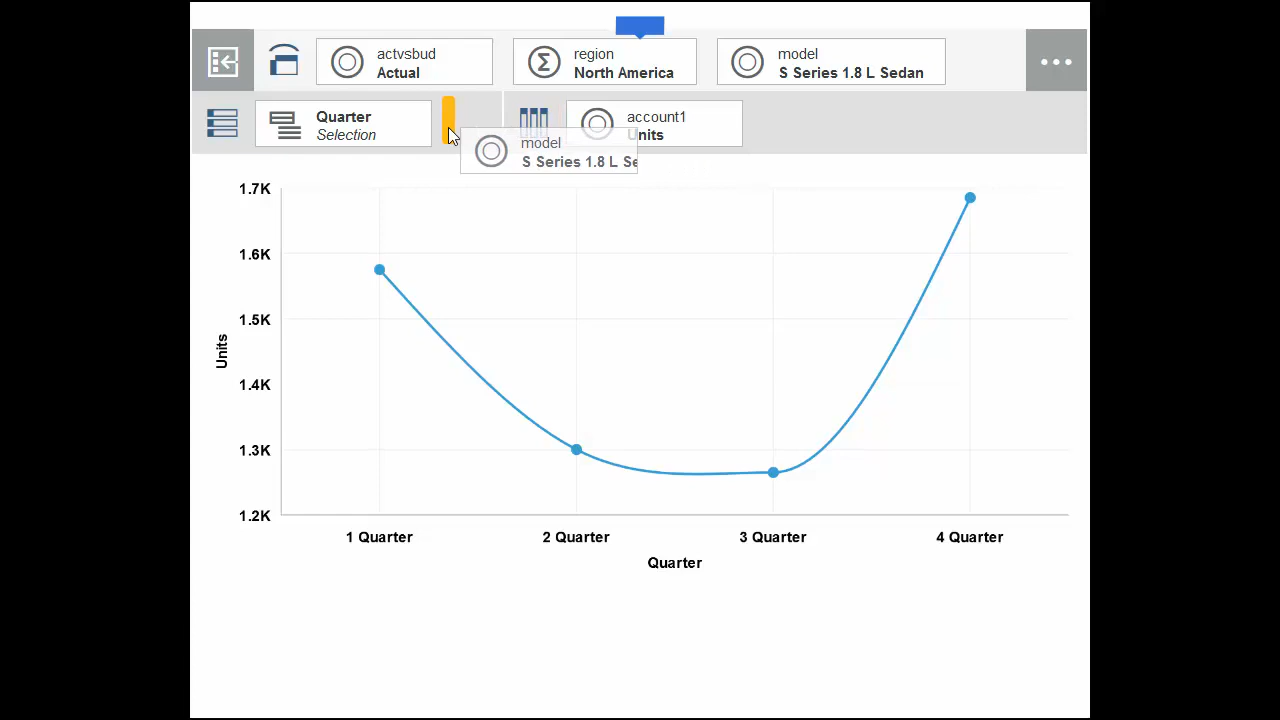 actvsbud
Actual
region
North America
model
S Series 1.8 L Sedan
Quarter
Selection
account1
Units
model
S Series 1.8 L Se
1.7K
1.6K
1.5K
1.4K
1.3K
1.2K
Units
1 Quarter
2 Quarter
3 Quarter
4 Quarter
Quarter